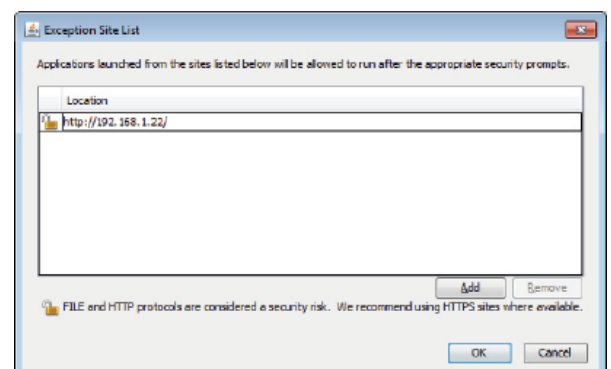 Exception Site List
Applications launched from the sites listed below will be allowed to run after the appropriate security prompts.
Location
http://192.168.1.22/
Add
Remove
FILE and HTTP protocols are considered a security risk. We recommend using HTTPS sites where available.
OK
Cancel